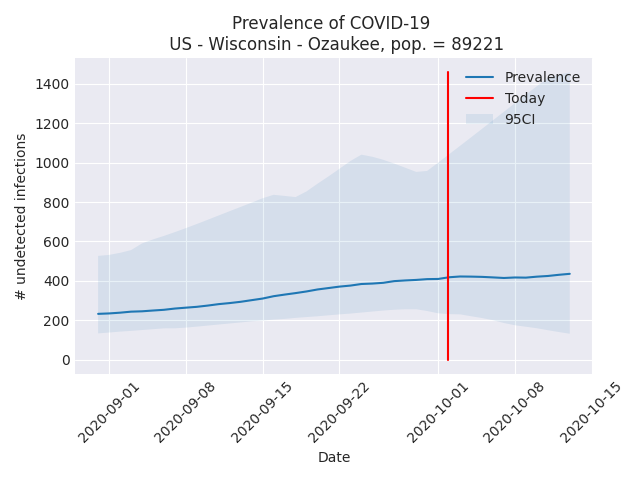 Prevalence of COVID-19
US - Wisconsin - Ozaukee, pop. = 89221
Prevalence
Today
95CI
# undetected infections
1400
1200
1000
800
600
400
200
0
2020-09-01
2020-09-08
2020-09-15
2020-09-22
2020-10-01
2020-10-08
2020-10-15
Date